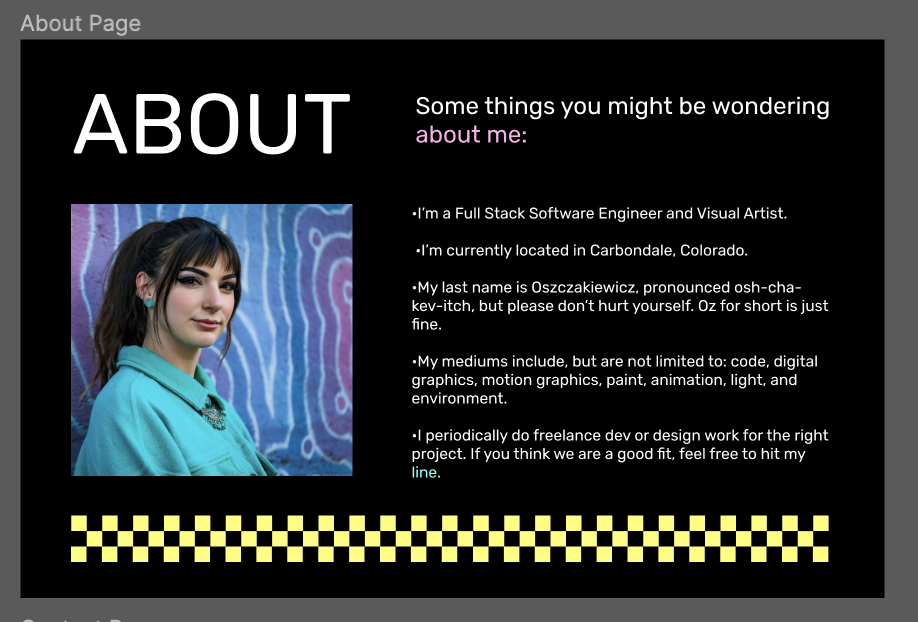 About Page
ABOUT
Some things you might be wondering
about me:
•I'm a Full Stack Software Engineer and Visual Artist.
•I'm currently located in Carbondale, Colorado.
•My last name is Oszczakiewicz, pronounced osh-cha-
kev-itch, but please don't hurt yourself. Oz for short is just
fine.
•My mediums include, but are not limited to: code, digital
graphics, motion graphics, paint, animation, light, and
environment.
•I periodically do freelance dev or design work for the right
project. If you think we are a good fit, feel free to hit my
line.